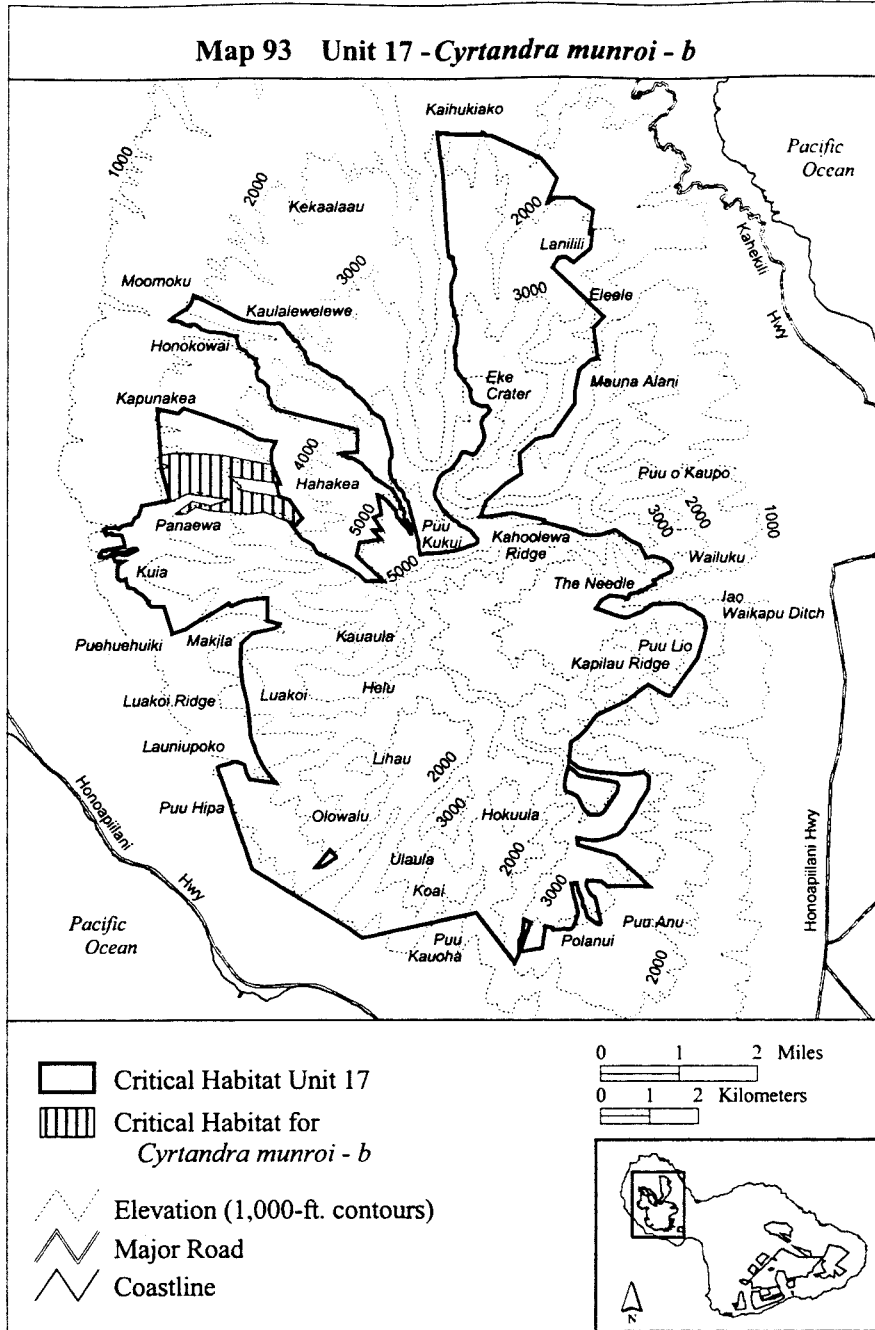 Map 93 Unit 17 - Cyrtandra munroi - b
Kaihukiako
Pacific
Ocean
1000
2000
Kekaalaau
2000
Lanilili
Kahekili
Hwy
3000
3000
Eleele
Moomoku
Kaulalewelewe
Honokowai
Eke
Crater
Mauna Alani
Kapunakea
4000
Hahakea
Puu o Kaupo
2000
3000
1000
Panaewa
5000
Puu
Kukui
Kahoolewa
Ridge
Wailuku
Kuia
5000
The Needle
Iao
Waikapu Ditch
Puehuehuiki
Makila
Kauaula
Puu Lio
Kapilau Ridge
Luakoi Ridge
Luakoi
Helu
Launiupoko
Lihau
2000
Puu Hipa
Olowalu
3000
Hokuula
Honoapiilani
Hwy
Ulaula
2000
Koai
3000
Honoapiilani Hwy
Pacific
Ocean
Puu
Kauoha
Polanui
Puu Anu
2000
Critical Habitat Unit 17
Critical Habitat for
Cyrtandra munroi - b
Elevation (1,000-ft. contours)
Major Road
Coastline
0 1 2 Miles
0 1 2 Kilometers
N